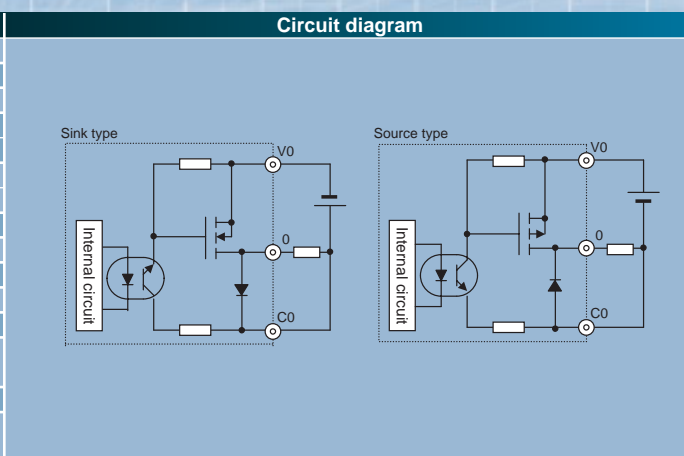 Circuit diagram
Sink type
Source type
V0
0
C0
Internal circuit
V0
0
C0
Internal circuit